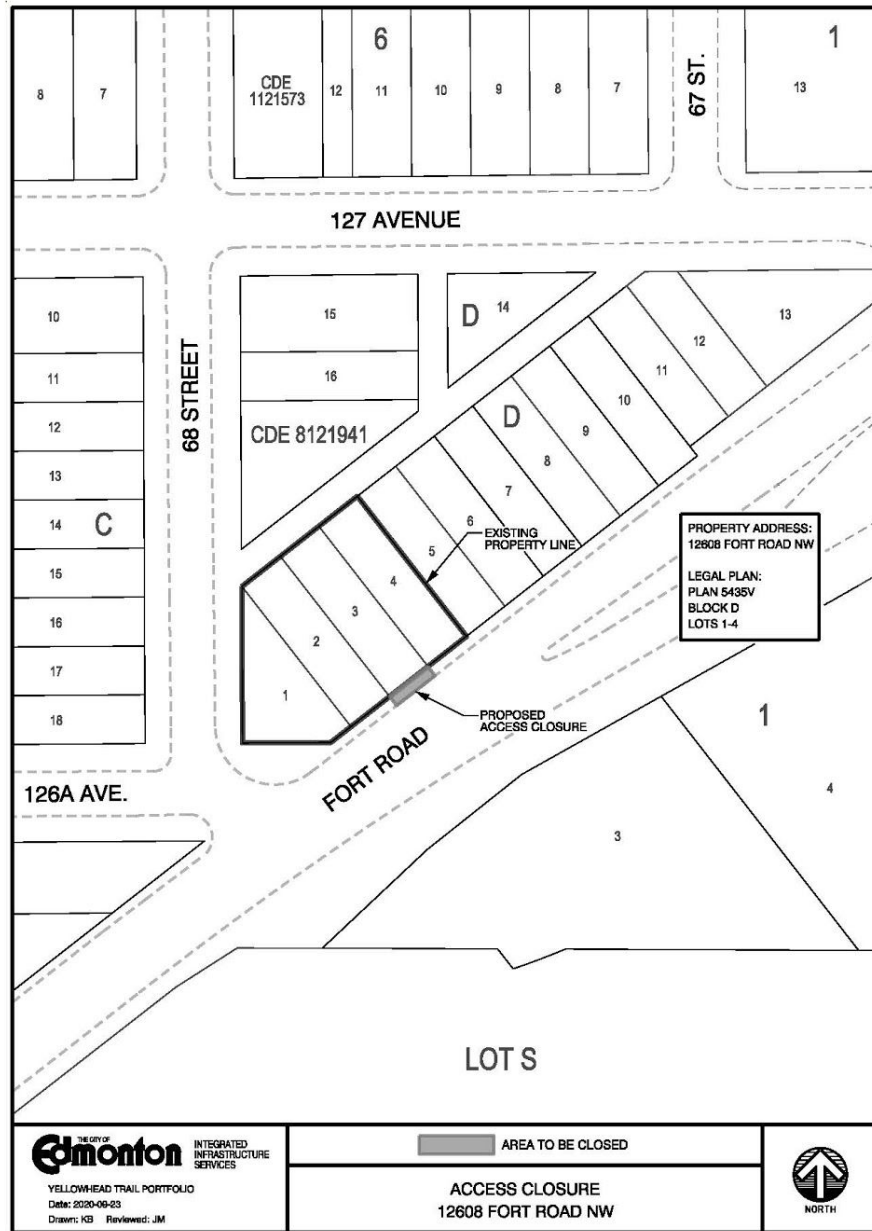 6
1
8
7
CDE
1121573
12
11
10
9
8
7
67 ST.
13
127 AVENUE
10
11
12
13
14
C
15
16
17
18
68 STREET
15
16
CDE 8121941
D
14
13
12
11
10
9
D
8
7
6
5
EXISTING
PROPERTY LINE
4
3
2
1
PROPERTY ADDRESS:
12608 FORT ROAD NW
LEGAL PLAN:
PLAN 5435V
BLOCK D
LOTS 1-4
PROPOSED
ACCESS CLOSURE
FORT ROAD
126A AVE.
1
4
3
LOT S
THE CITY OF
Edmonton
INTEGRATED
INFRASTRUCTURE
SERVICES
YELLOWHEAD TRAIL PORTFOLIO
Date: 2020-09-23
Drawn: KB Reviewed: JM
AREA TO BE CLOSED
ACCESS CLOSURE
12608 FORT ROAD NW
NORTH